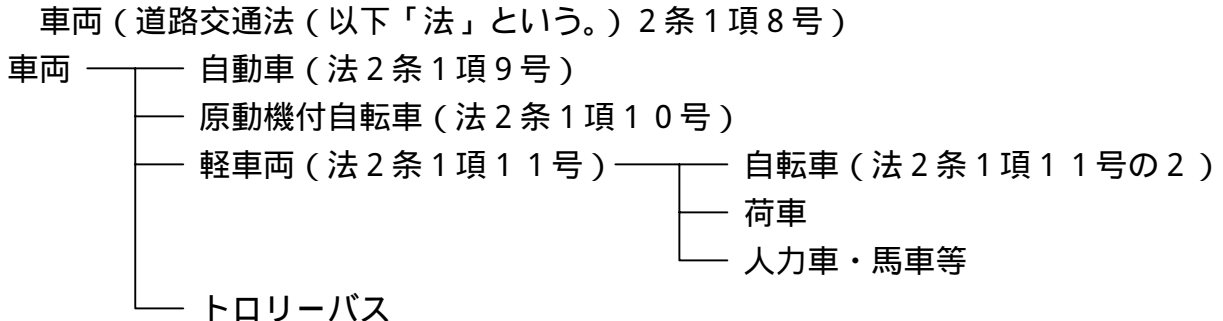 車両（道路交通法（以下「法」という。）２条１項８号）
車両 自動車（法２条１項９号）
原動機付自転車（法２条１項１０号）
軽車両（法２条１項１１号） 自転車（法２条１項１１号の２）
荷車
人力車・馬車等
トロリーバス